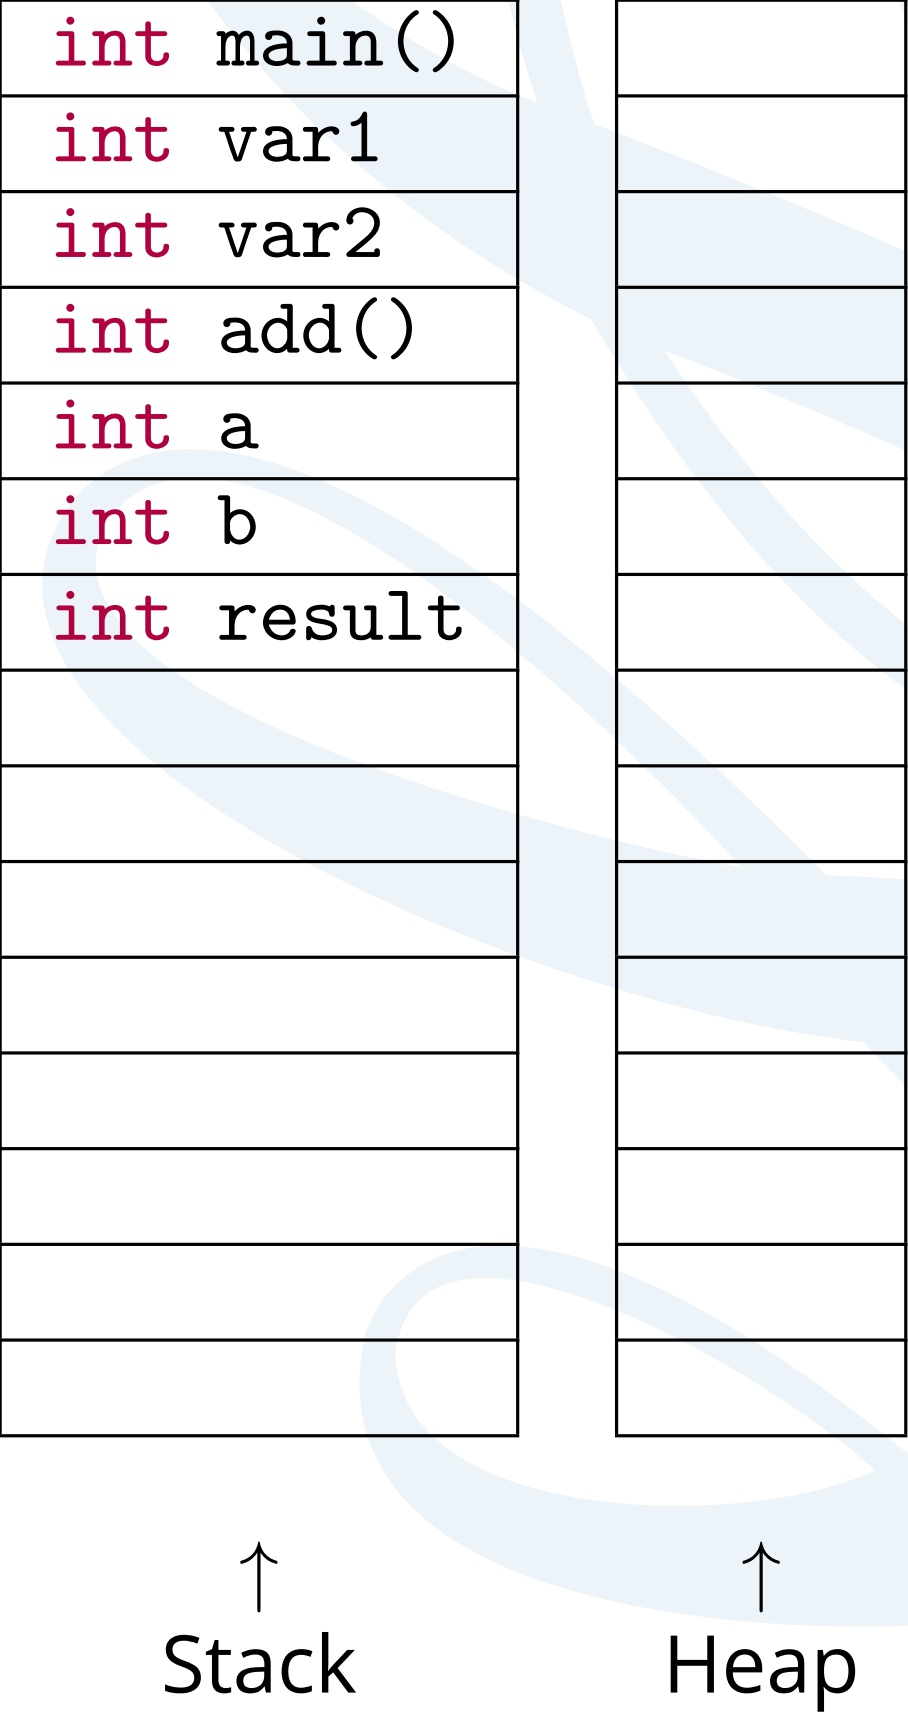 int main()
int var1
int var2
int add()
int a
int b
int result
↑ ↑
Stack Heap